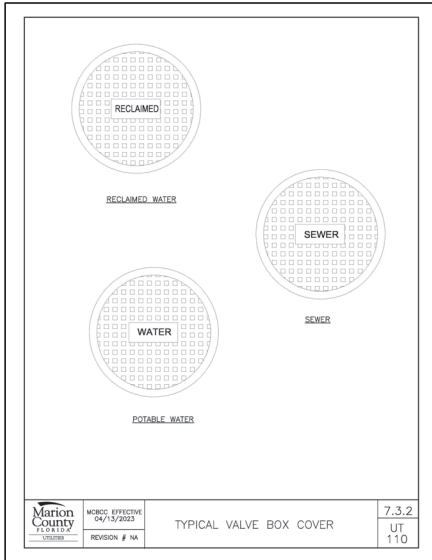 RECLAIMED
RECLAIMED WATER
SEWER
SEWER
WATER
POTABLE WATER
Marion
County
FLORIDA
UTILITIES
MCBCC EFFECTIVE
04/13/2023
REVISION # NA
TYPICAL VALVE BOX COVER
7.3.2
UT
110